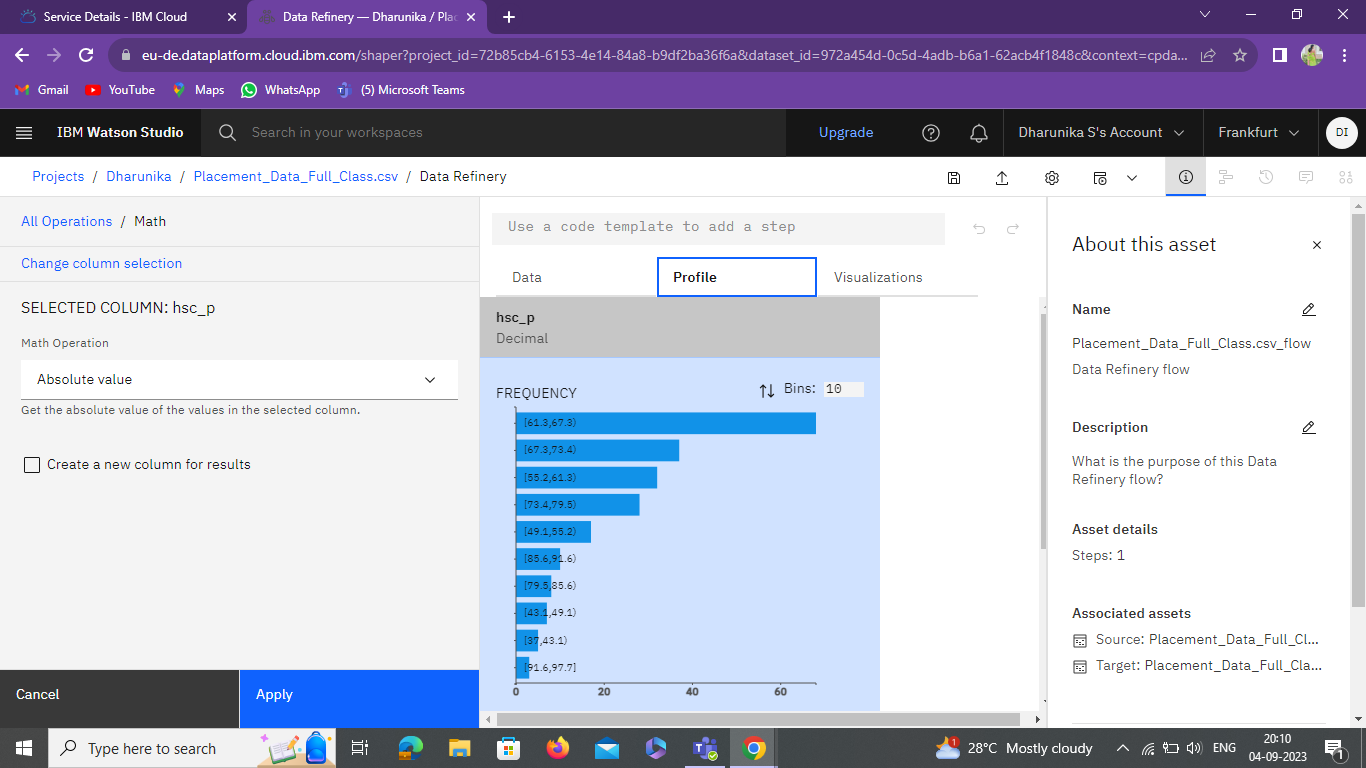 Service Details - IBM Cloud
Data Refinery — Dharunika / Plac
eu-de.dataplatform.cloud.ibm.com/shaper?project_id=72b85cb4-6153-4e14-84a8-b9df2ba36f6a&dataset_id=972a454d-0c5d-4adb-b6a1-62acb4f1848c&context=cpda...
Gmail YouTube Maps WhatsApp (5) Microsoft Teams
IBM Watson Studio Search in your workspaces Upgrade Dharunika S's Account Frankfurt DI
Projects / Dharunika / Placement_Data_Full_Class.csv / Data Refinery
All Operations / Math
Change column selection
SELECTED COLUMN: hsc_p
Math Operation
Absolute value
Get the absolute value of the values in the selected column.
Create a new column for results
Cancel
Apply
Use a code template to add a step
Data Profile Visualizations
hsc_p
Decimal
FREQUENCY Bins: 10
[61.3,67.3)
[67.3,73.4)
[55.2,61.3)
[73.4,79.5)
[49.1,55.2)
[85.6,91.6)
[79.5,85.6)
[43.1,49.1)
[37,43.1)
[91.6,97.7]
0 20 40 60
About this asset
Name
Placement_Data_Full_Class.csv_flow
Data Refinery flow
Description
What is the purpose of this Data
Refinery flow?
Asset details
Steps: 1
Associated assets
Source: Placement_Data_Full_Cl...
Target: Placement_Data_Full_Cla...
Type here to search
1
28°C Mostly cloudy
ENG
20:10
04-09-2023
1